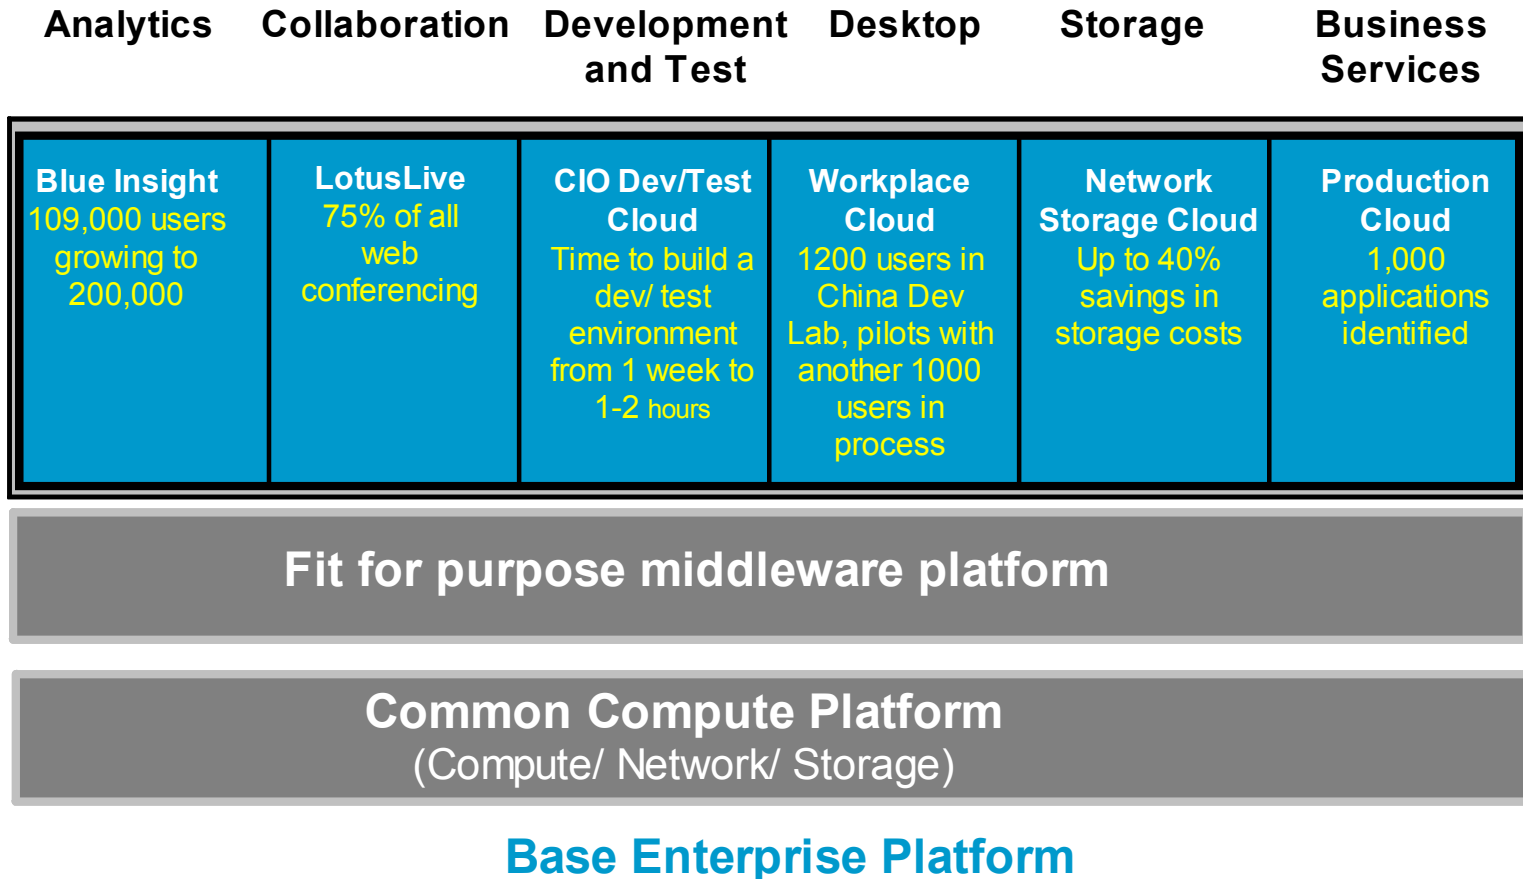 Analytics
Collaboration
Development
and Test
Desktop
Storage
Business
Services
Blue Insight
109,000 users
growing to
200,000
LotusLive
75% of all
web
conferencing
CIO Dev/Test
Cloud
Time to build a
dev/ test
environment
from 1 week to
1-2 hours
Workplace
Cloud
1200 users in
China Dev
Lab, pilots with
another 1000
users in
process
Network
Storage Cloud
Up to 40%
savings in
storage costs
Production
Cloud
1,000
applications
identified
Fit for purpose middleware platform
Common Compute Platform
(Compute/ Network/ Storage)
Base Enterprise Platform